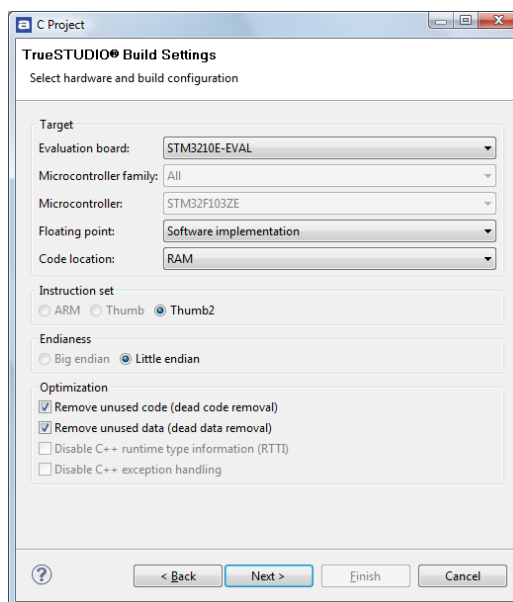 a C Project
TrueSTUDIO® Build Settings
Select hardware and build configuration
Target
Evaluation board: STM3210E-EVAL
Microcontroller family: All
Microcontroller: STM32F103ZE
Floating point: Software implementation
Code location: RAM
Instruction set
ARM Thumb Thumb2
Endianess
Big endian Little endian
Optimization
Remove unused code (dead code removal)
Remove unused data (dead data removal)
Disable C++ runtime type information (RTTI)
Disable C++ exception handling
? < Back Next > Finish Cancel